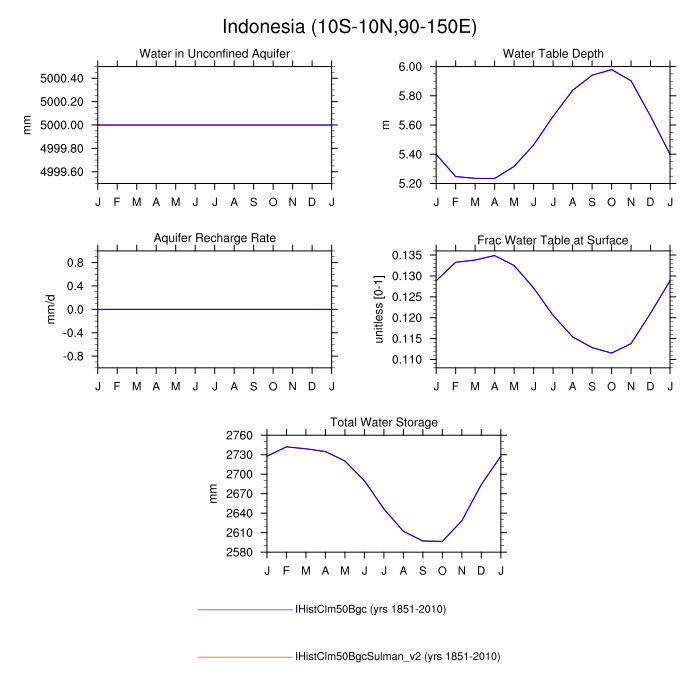 Indonesia (10S-10N,90-150E)
Water in Unconfined Aquifer
mm
5000.40
5000.20
5000.00
4999.80
4999.60
J F M A M J J A S O N D J
Water Table Depth
m
6.00
5.80
5.60
5.40
5.20
J F M A M J J A S O N D J
Aquifer Recharge Rate
mm/d
0.8
0.4
0.0
-0.4
-0.8
J F M A M J J A S O N D J
Frac Water Table at Surface
unitless [0-1]
0.135
0.130
0.125
0.120
0.115
0.110
J F M A M J J A S O N D J
Total Water Storage
mm
2760
2730
2700
2670
2640
2610
2580
J F M A M J J A S O N D J
IHistClm50Bgc (yrs 1851-2010)
IHistClm50BgcSulman_v2 (yrs 1851-2010)